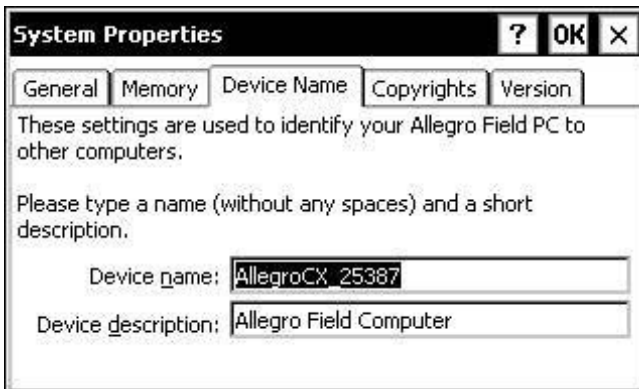 System Properties ? OK ×
General Memory Device Name Copyrights Version
These settings are used to identify your Allegro Field PC to
other computers.
Please type a name (without any spaces) and a short
description.
Device name: AllegroCX_25387
Device description: Allegro Field Computer